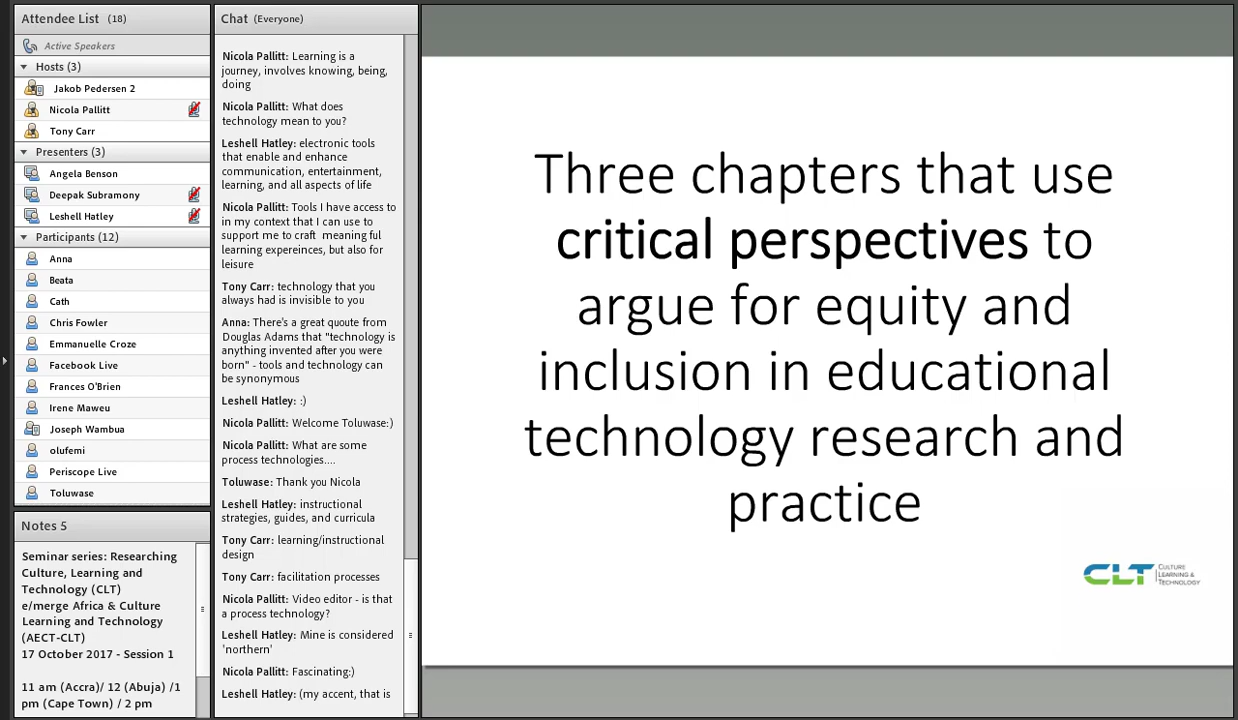 Attendee List (18)
Active Speakers
Hosts (3)
Jakob Pedersen 2
Nicola Pallitt
Tony Carr
Presenters (3)
Angela Benson
Deepak Subramony
Leshell Hatley
Participants (12)
Anna
Beata
Cath
Chris Fowler
Emmanuelle Croze
Facebook Live
Frances O'Brien
Irene Maweu
Joseph Wambua
olufemi
Periscope Live
Toluwase
Notes 5
Seminar series: Researching
Culture, Learning and
Technology (CLT)
e/merge Africa & Culture
Learning and Technology
(AECT-CLT)
17 October 2017 - Session 1
11 am (Accra)/ 12 (Abuja) /1
pm (Cape Town) / 2 pm
Chat (Everyone)
Nicola Pallitt: Learning is a
journey, involves knowing, being,
doing
Nicola Pallitt: What does
technology mean to you?
Leshell Hatley: electronic tools
that enable and enhance
communication, entertainment,
learning, and all aspects of life
Nicola Pallitt: Tools I have access to
in my context that I can use to
support me to craft meaning ful
learning expereinces, but also for
leisure
Tony Carr: technology that you
always had is invisible to you
Anna: There's a great quoute from
Douglas Adams that "technology is
anything invented after you were
born" - tools and technology can
be synonymous
Leshell Hatley: :)
Nicola Pallitt: Welcome Toluwase:)
Nicola Pallitt: What are some
process technologies....
Toluwase: Thank you Nicola
Leshell Hatley: instructional
strategies, guides, and curricula
Tony Carr: learning/instructional
design
Tony Carr: facilitation processes
Nicola Pallitt: Video editor - is that
a process technology?
Leshell Hatley: Mine is considered
'northern'
Nicola Pallitt: Fascinating:)
Leshell Hatley: (my accent, that is
Three chapters that use
critical perspectives to
argue for equity and
inclusion in educational
technology research and
practice
CLT
CULTURE
LEARNING &
TECHNOLOGY